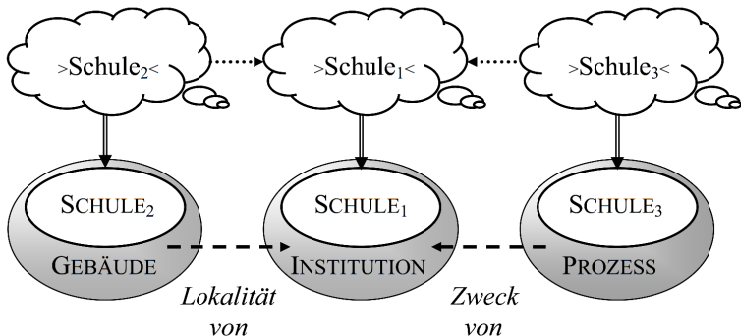 >Schule₂< >Schule₁< >Schule₃<
SCHULE₂ SCHULE₁ SCHULE₃
GEBÄUDE INSTITUTION PROZESS
Lokalität Zweck
von von